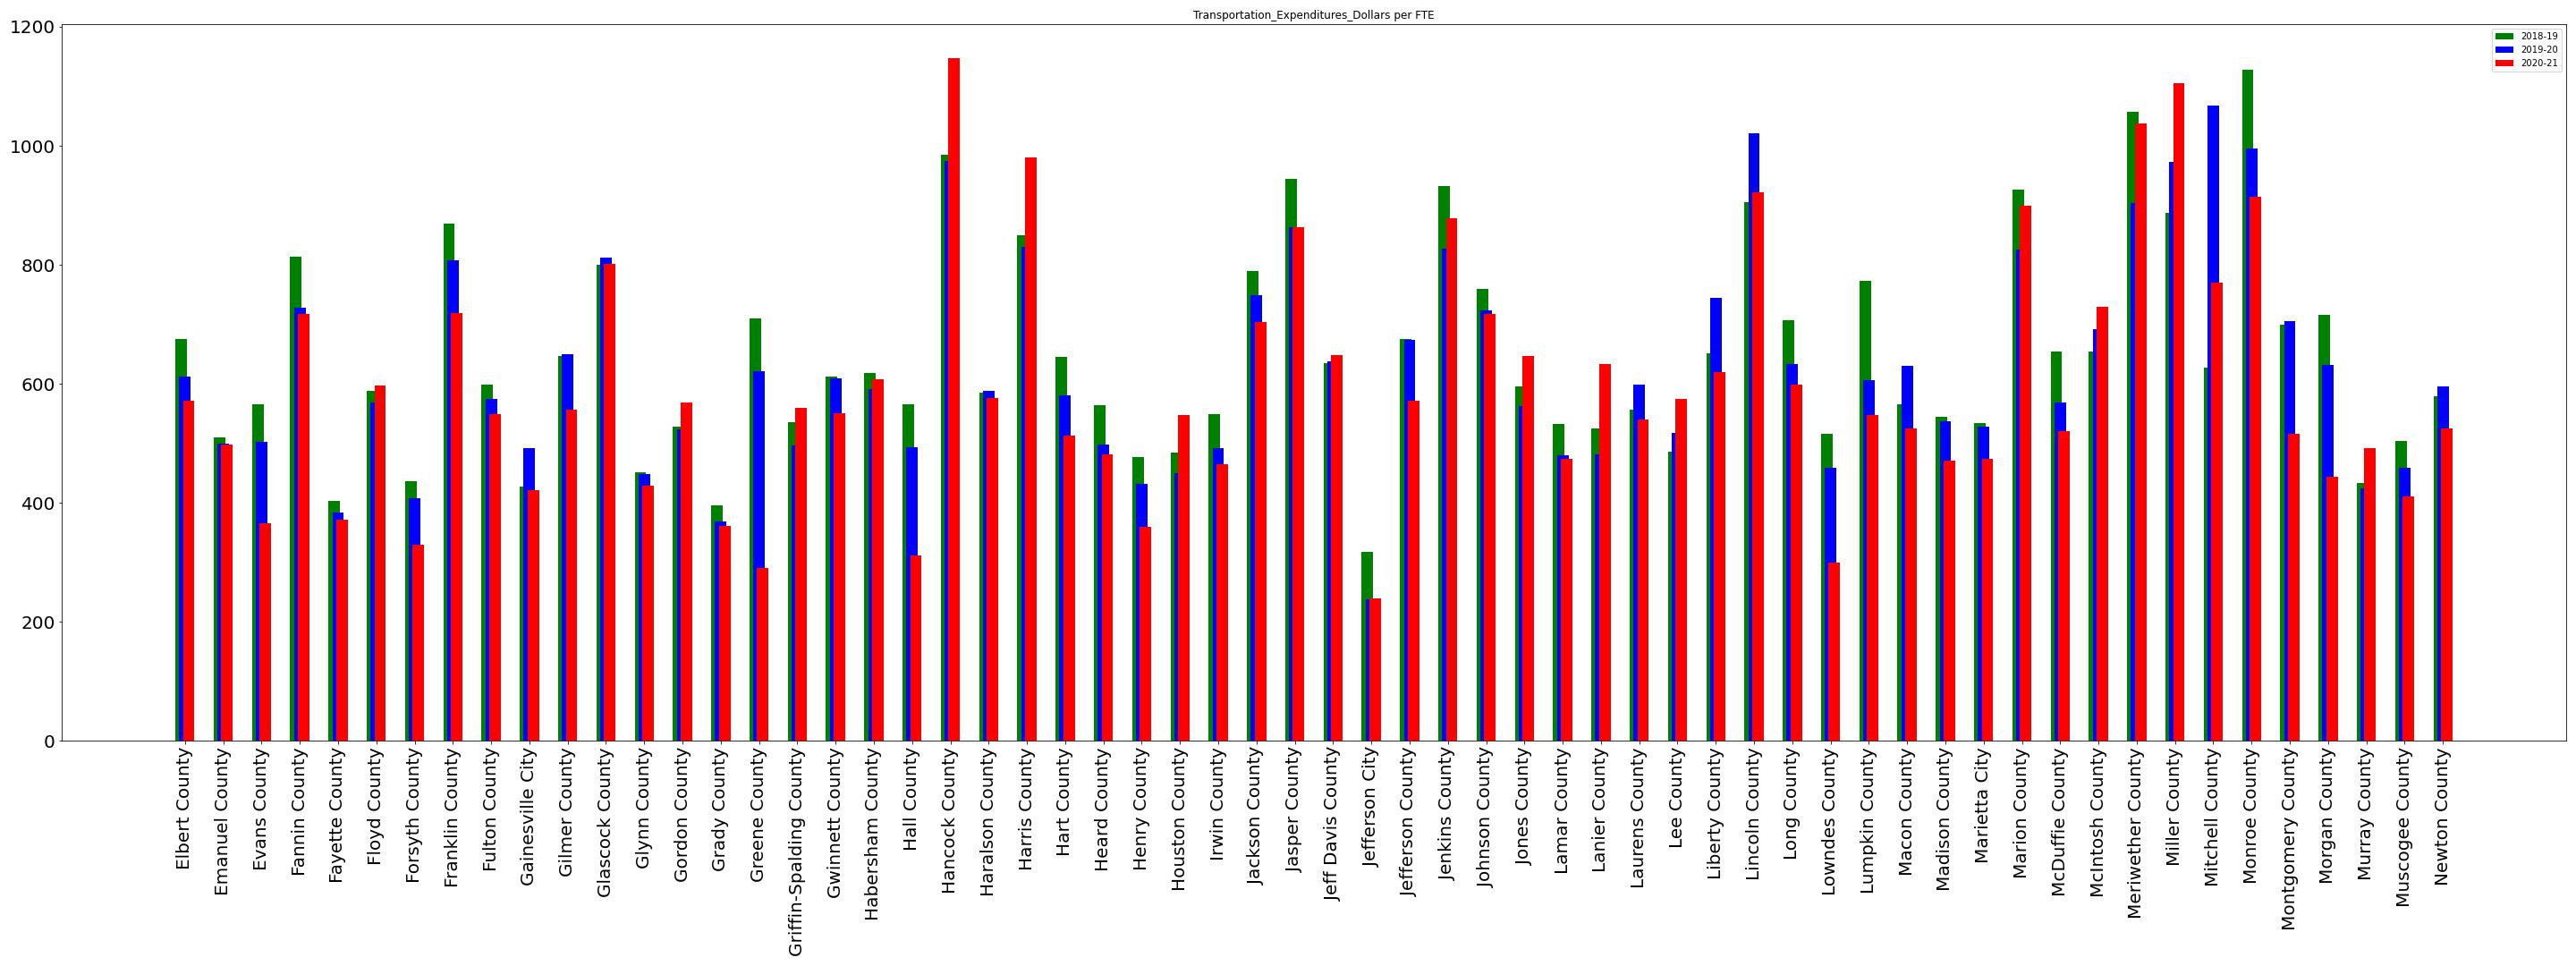 Transportation_Expenditures_Dollars per FTE
2018-19
2019-20
2020-21
1200
1000
800
600
400
200
0
Elbert County
Emanuel County
Evans County
Fannin County
Fayette County
Floyd County
Forsyth County
Franklin County
Fulton County
Gainesville City
Gilmer County
Glascock County
Glynn County
Gordon County
Grady County
Greene County
Griffin-Spalding County
Gwinnett County
Habersham County
Hall County
Hancock County
Haralson County
Harris County
Hart County
Heard County
Henry County
Houston County
Irwin County
Jackson County
Jasper County
Jeff Davis County
Jefferson City
Jefferson County
Jenkins County
Johnson County
Jones County
Lamar County
Lanier County
Laurens County
Lee County
Liberty County
Lincoln County
Long County
Lowndes County
Lumpkin County
Macon County
Madison County
Marietta City
Marion County
McDuffie County
McIntosh County
Meriwether County
Miller County
Mitchell County
Monroe County
Montgomery County
Morgan County
Murray County
Muscogee County
Newton County